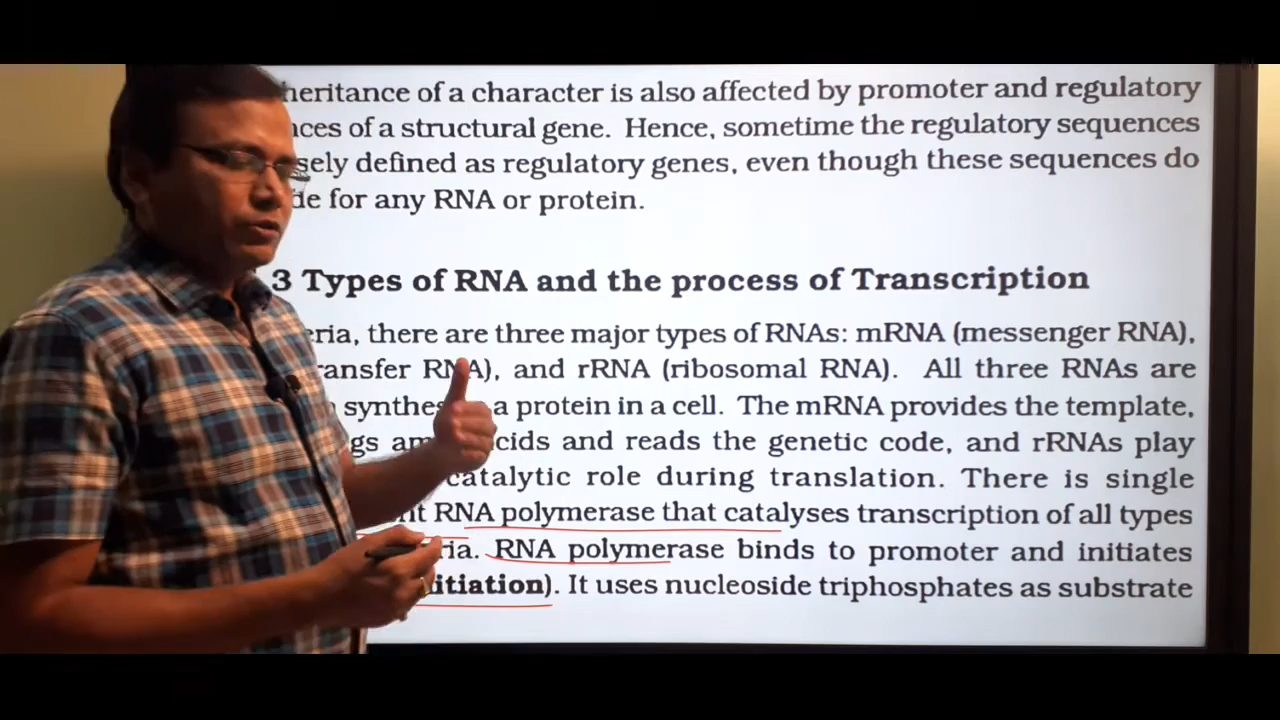 heritance of a character is also affected by promoter and regulatory
nces of a structural gene. Hence, sometime the regulatory sequences
sely defined as regulatory genes, even though these sequences do
de for any RNA or protein.
3 Types of RNA and the process of Transcription
eria, there are three major types of RNAs: mRNA (messenger RNA),
ransfer RNA), and rRNA (ribosomal RNA). All three RNAs are
synthes a protein in a cell. The mRNA provides the template,
gs am cids and reads the genetic code, and rRNAs play
catalytic role during translation. There is single
nt RNA polymerase that catalyses transcription of all types
ria. RNA polymerase binds to promoter and initiates
itiation). It uses nucleoside triphosphates as substrate